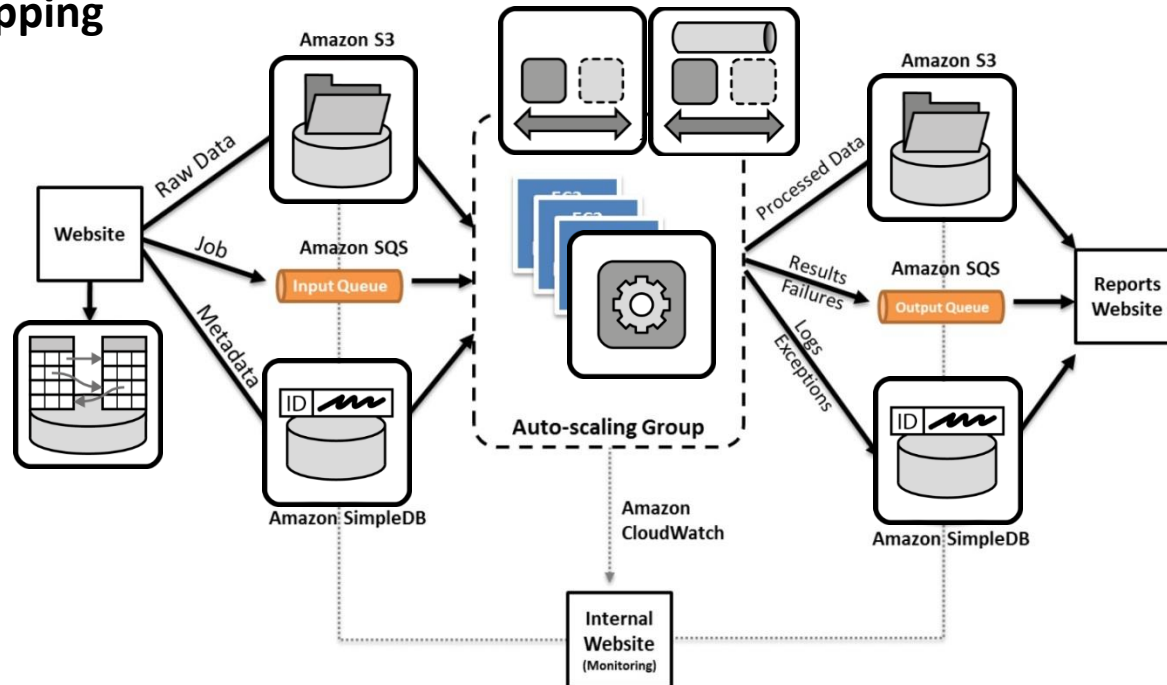 pping
Amazon S3
Raw Data
Website
Job
Amazon SQS
Input Queue
Metadata
ID
Amazon SimpleDB
Auto-scaling Group
Amazon
CloudWatch
Internal
Website
(Monitoring)
Amazon S3
Processed Data
Results
Failures
Amazon SQS
Output Queue
Logs
Exceptions
ID
Amazon SimpleDB
Reports
Website